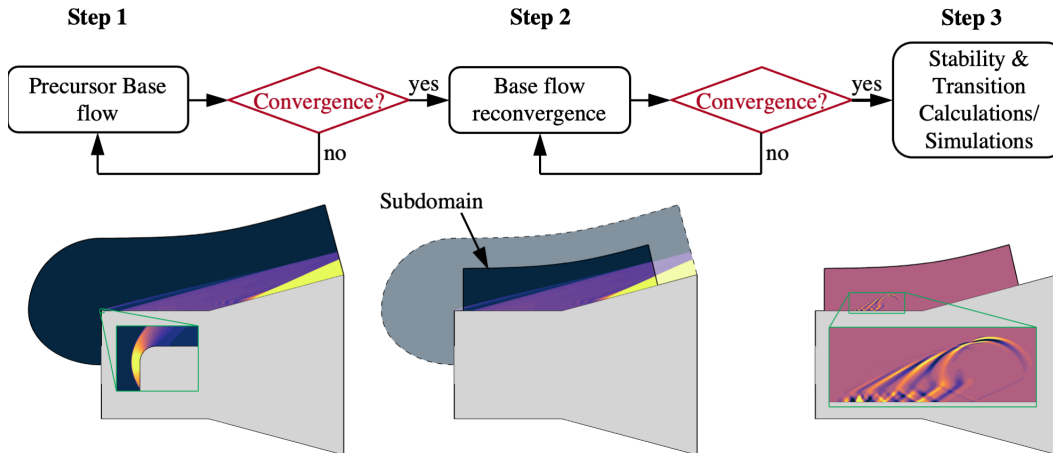 Step 1
Step 2
Step 3
Precursor Base
flow
Convergence?
yes
no
Base flow
reconvergence
Convergence?
yes
no
Stability &
Transition
Calculations/
Simulations
Subdomain